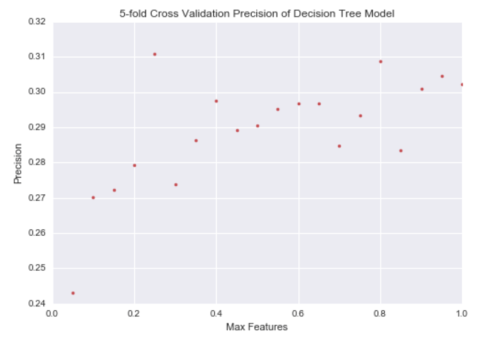 5-fold Cross Validation Precision of Decision Tree Model
0.32
0.31
0.30
0.29
0.28
0.27
0.26
0.25
0.24
Precision
0.0 0.2 0.4 0.6 0.8 1.0
Max Features